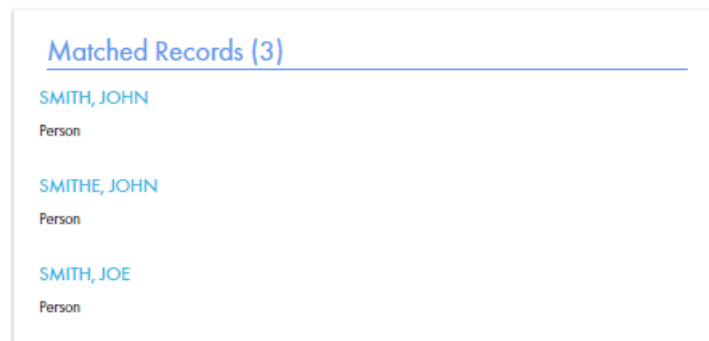 Matched Records (3)
SMITH, JOHN
Person
SMITHE, JOHN
Person
SMITH, JOE
Person